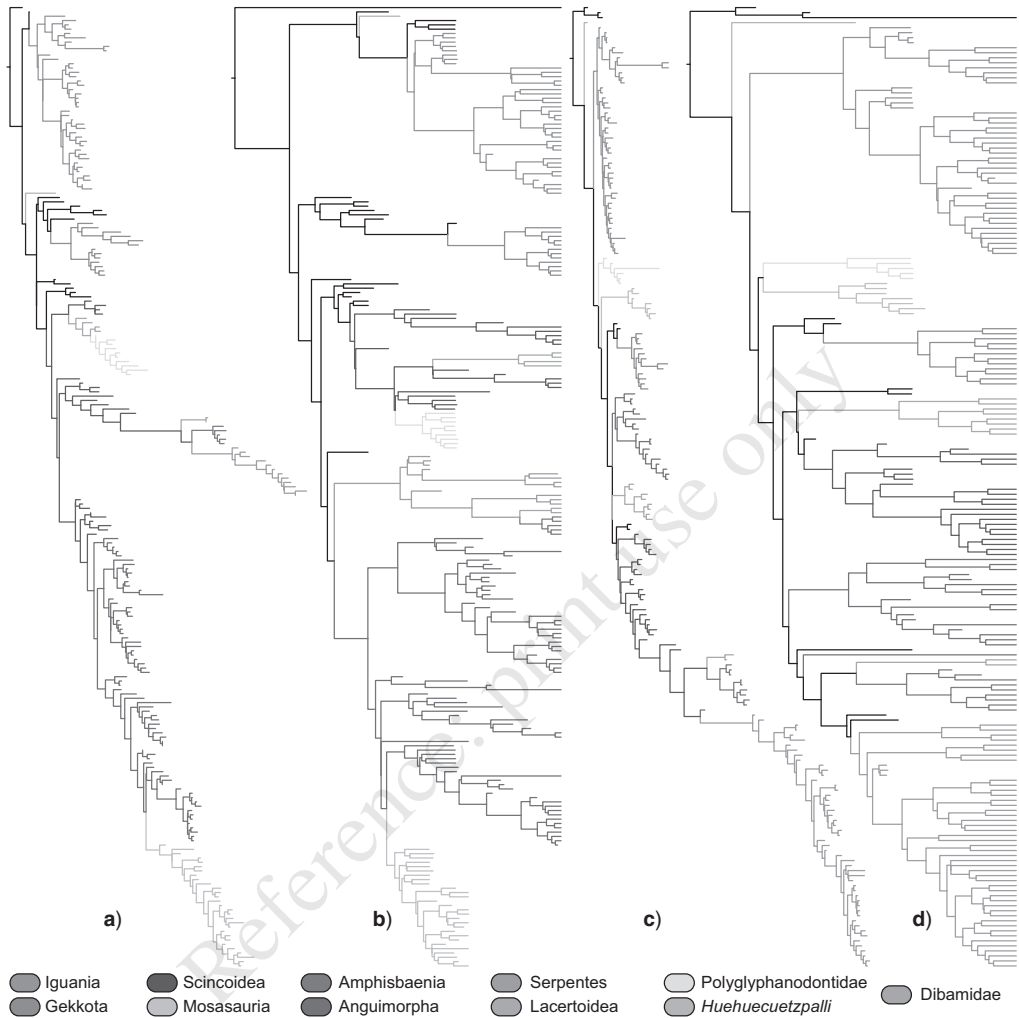 Reference: print use only
a) b) c) d)
Iguania Scincoidea Amphisbaenia Serpentes Polyglyphanodontidae Dibamidae
Gekkota Mosasauria Anguimorpha Lacertoidea Huehuecuetzpalli